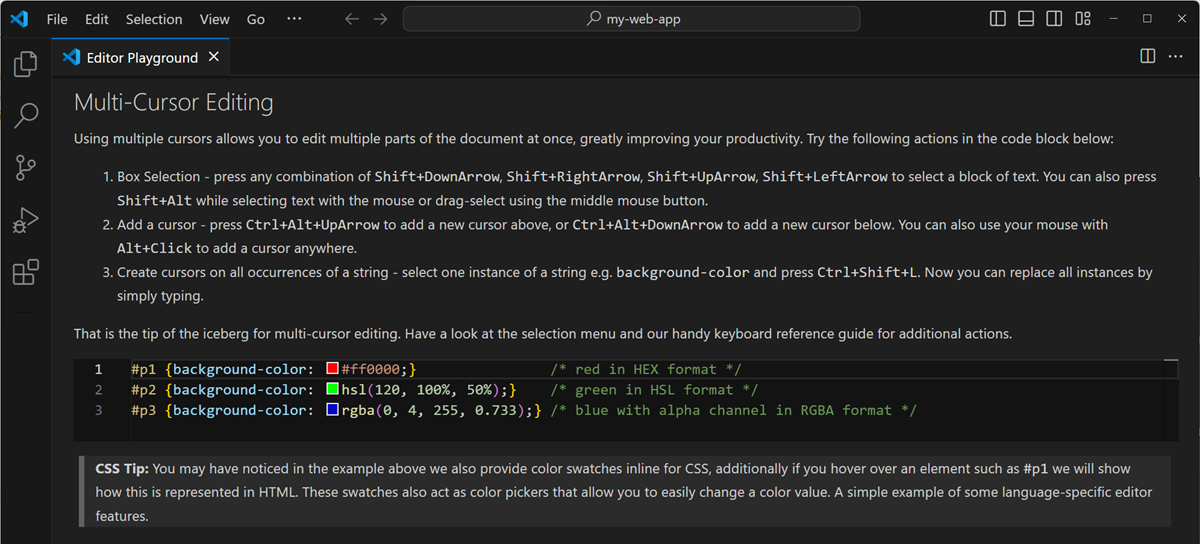 File Edit Selection View Go ··· my-web-app
Editor Playground
Multi-Cursor Editing
Using multiple cursors allows you to edit multiple parts of the document at once, greatly improving your productivity. Try the following actions in the code block below:
1. Box Selection - press any combination of Shift+DownArrow, Shift+RightArrow, Shift+UpArrow, Shift+LeftArrow to select a block of text. You can also press
Shift+Alt while selecting text with the mouse or drag-select using the middle mouse button.
2. Add a cursor - press Ctrl+Alt+UpArrow to add a new cursor above, or Ctrl+Alt+DownArrow to add a new cursor below. You can also use your mouse with
Alt+Click to add a cursor anywhere.
3. Create cursors on all occurrences of a string - select one instance of a string e.g. background-color and press Ctrl+Shift+L. Now you can replace all instances by
simply typing.
That is the tip of the iceberg for multi-cursor editing. Have a look at the selection menu and our handy keyboard reference guide for additional actions.
1 #p1 {background-color: #ff0000;} /* red in HEX format */
2 #p2 {background-color: hsl(120, 100%, 50%);} /* green in HSL format */
3 #p3 {background-color: rgba(0, 4, 255, 0.733);} /* blue with alpha channel in RGBA format */
CSS Tip: You may have noticed in the example above we also provide color swatches inline for CSS, additionally if you hover over an element such as #p1 we will show
how this is represented in HTML. These swatches also act as color pickers that allow you to easily change a color value. A simple example of some language-specific editor
features.